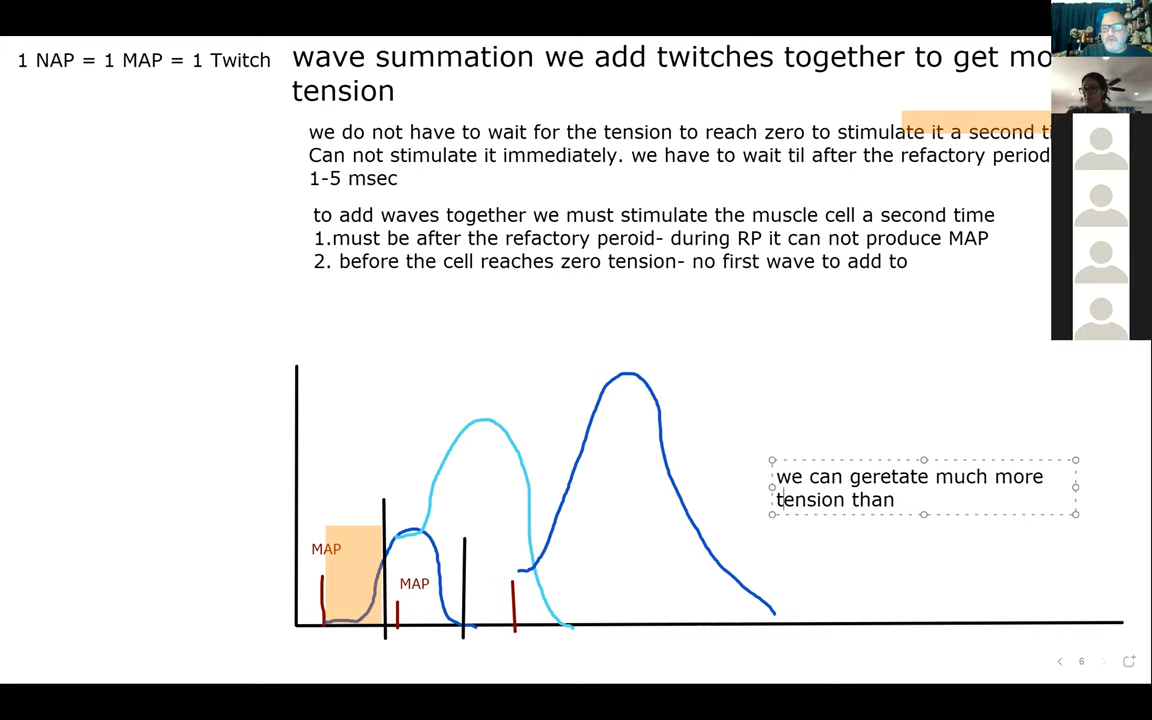 1 NAP = 1 MAP = 1 Twitch
wave summation we add twitches together to get mo
tension
we do not have to wait for the tension to reach zero to stimulate it a second ti
Can not stimulate it immediately. we have to wait til after the refactory period
1-5 msec
to add waves together we must stimulate the muscle cell a second time
1.must be after the refactory peroid- during RP it can not produce MAP
2. before the cell reaches zero tension- no first wave to add to
we can geretate much more
tension than
MAP
MAP
6